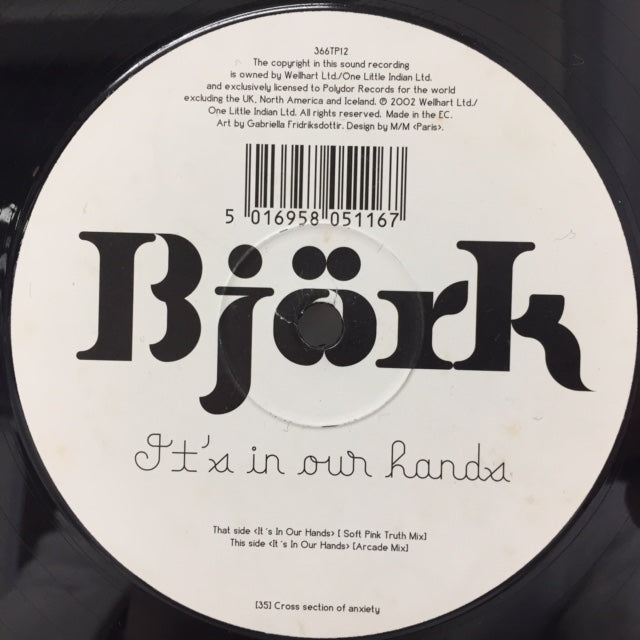 366TP12
The copyright in this sound recording
is owned by Wellhart Ltd./One Little Indian Ltd.
and exclusively licensed to Polydor Records for the world
excluding the UK, North America and Iceland. ℗ 2002 Wellhart Ltd./
One Little Indian Ltd. All rights reserved. Made in the EC.
Art by Gabriella Fridriksdottir. Design by M/M <Paris>.
5 016958 051167
Björk
It's in our hands
That side <It´s In Our Hands> [ Soft Pink Truth Mix]
This side <It´s In Our Hands> [Arcade Mix]
[35] Cross section of anxiety